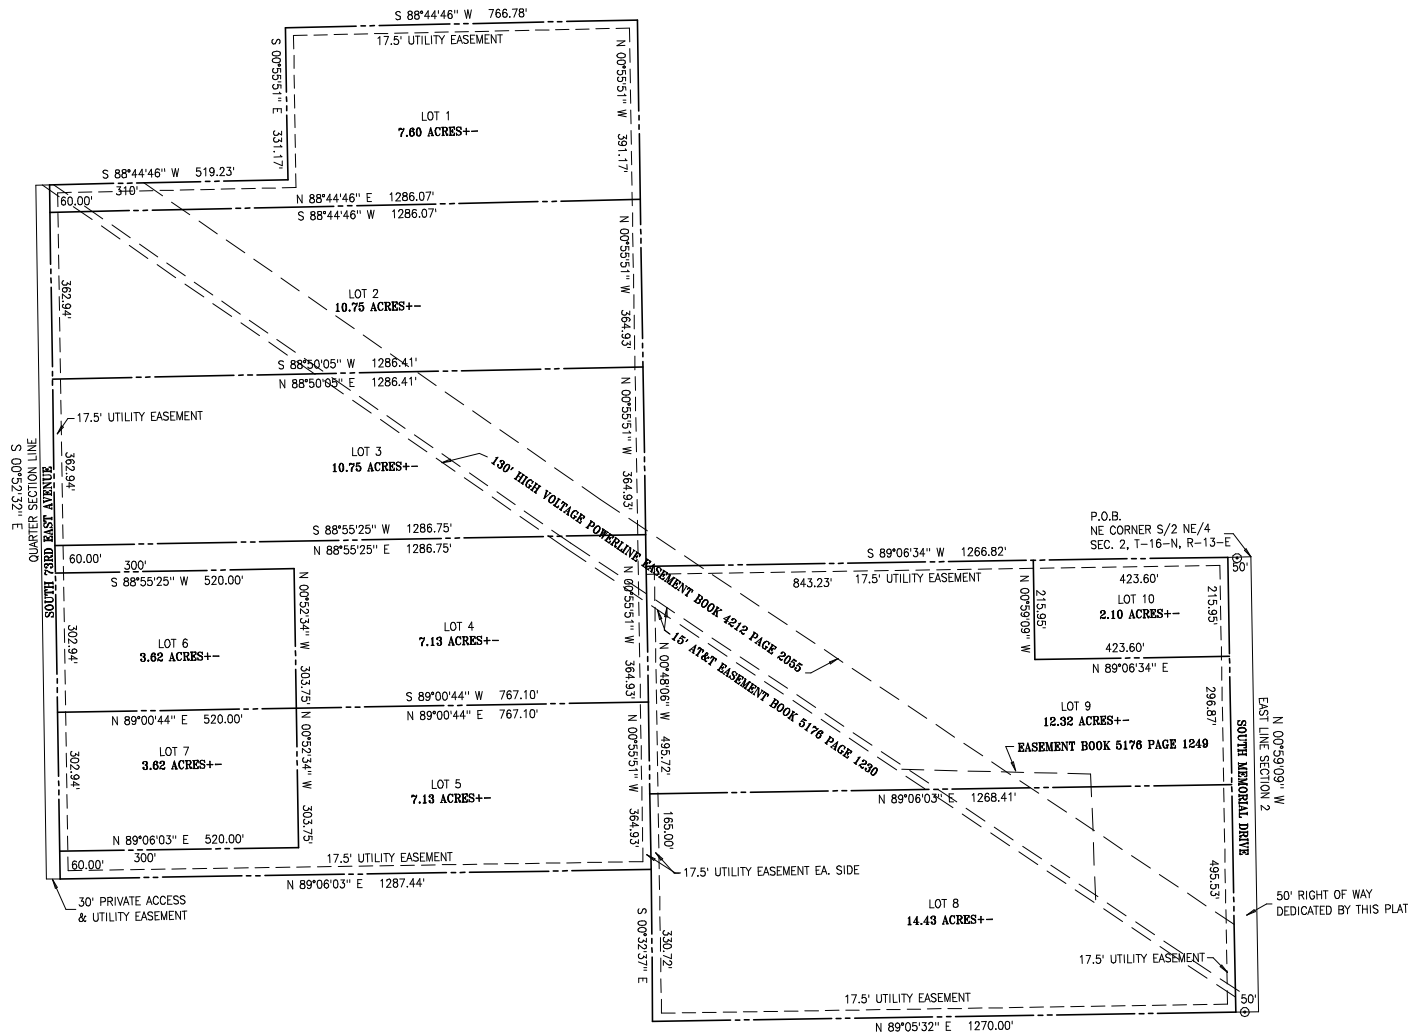 S 88°44'46" W 766.78'
17.5' UTILITY EASEMENT
S 00°55'51" E 331.17'
N 00°55'51" W 391.17'
LOT 1
7.60 ACRES+-
S 88°44'46" W 519.23'
310'
60.00'
N 88°44'46" E 1286.07'
S 88°44'46" W 1286.07'
362.94'
N 00°55'51" W 364.93'
LOT 2
10.75 ACRES+-
S 88°50'05" W 1286.41'
N 88°50'05" E 1286.41'
17.5' UTILITY EASEMENT
S 00°52'32" E
QUARTER SECTION LINE
SOUTH 73RD EAST AVENUE
362.94'
LOT 3
10.75 ACRES+-
N 00°55'51" W 364.93'
130' HIGH VOLTAGE POWERLINE EASEMENT BOOK 4212 PAGE 2055
S 88°55'25" W 1286.75'
N 88°55'25" E 1286.75'
60.00'
300'
S 88°55'25" W 520.00'
302.94'
LOT 6
3.62 ACRES+-
N 00°52'34" W 303.75'
LOT 4
7.13 ACRES+-
N 00°55'51" W 364.93'
S 89°00'44" W 767.10'
N 89°00'44" E 520.00'
N 89°00'44" E 767.10'
302.94'
LOT 7
3.62 ACRES+-
N 00°52'34" W 303.75'
LOT 5
7.13 ACRES+-
N 00°55'51" W 364.93'
N 89°06'03" E 520.00'
60.00'
300'
17.5' UTILITY EASEMENT
N 89°06'03" E 1287.44'
30' PRIVATE ACCESS
& UTILITY EASEMENT
P.O.B.
NE CORNER S/2 NE/4
SEC. 2, T-16-N, R-13-E
S 89°06'34" W 1266.82'
50'
843.23'
17.5' UTILITY EASEMENT
N 00°59'09" W
215.95'
423.60'
LOT 10
2.10 ACRES+-
215.95'
423.60'
N 89°06'34" E
15' AT&T EASEMENT BOOK 5176 PAGE 1230
N 00°48'06" W 495.72'
LOT 9
12.32 ACRES+-
EASEMENT BOOK 5176 PAGE 1249
296.87'
SOUTH MEMORIAL DRIVE
EAST LINE SECTION 2
N 00°59'09" W
N 89°06'03" E 1268.41'
165.00'
17.5' UTILITY EASEMENT EA. SIDE
495.53'
50' RIGHT OF WAY
DEDICATED BY THIS PLAT
LOT 8
14.43 ACRES+-
S 00°32'37" E
330.72'
17.5' UTILITY EASEMENT
17.5' UTILITY EASEMENT
50'
N 89°05'32" E 1270.00'